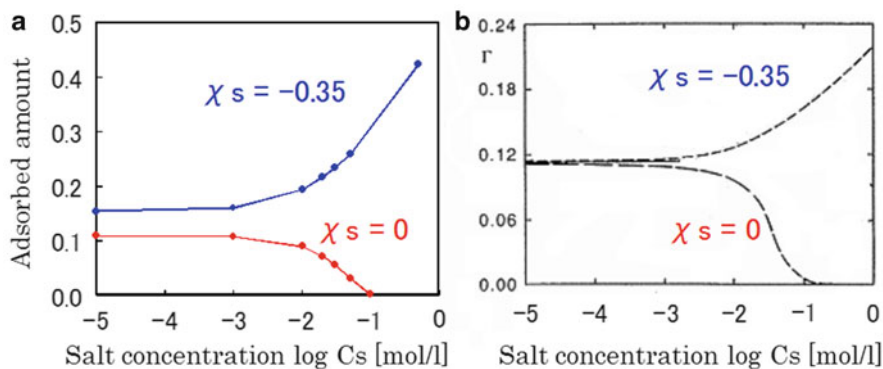 a
0.5
0.4
0.3
0.2
0.1
0.0
Adsorbed amount
χ s = −0.35
χ s = 0
−5 −4 −3 −2 −1 0
Salt concentration log Cs [mol/l]
b
0.24
r
0.18
0.12
0.06
0.00
χ s = −0.35
χ s = 0
−5 −4 −3 −2 −1 0
Salt concentration log Cs [mol/l]